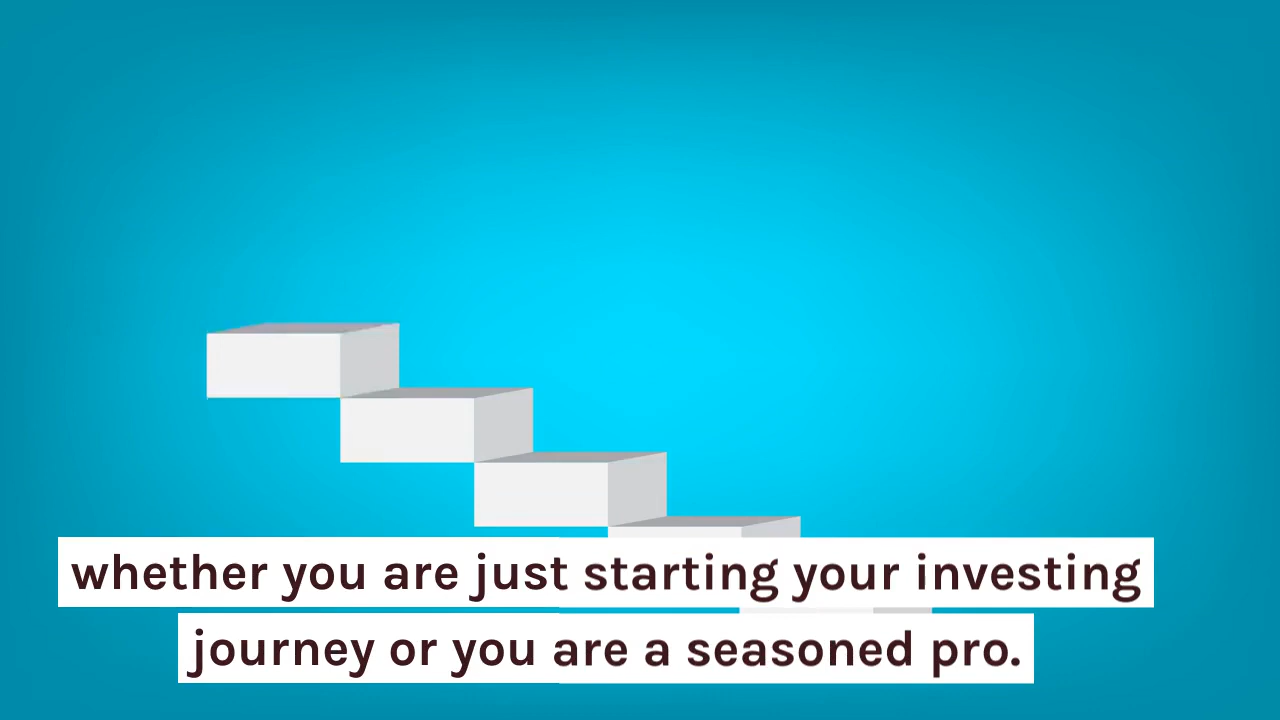 whether you are just starting your investing
journey or you are a seasoned pro.